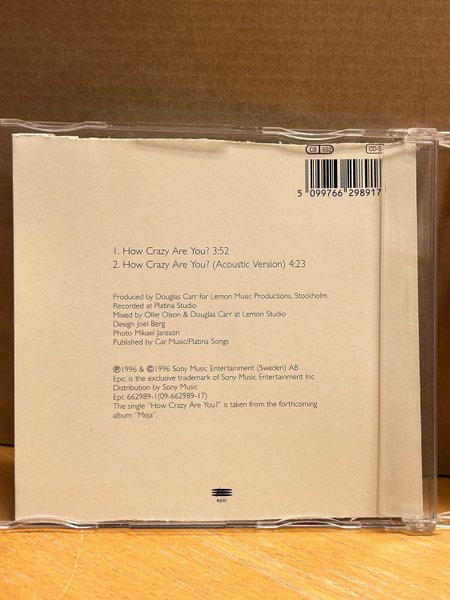 CB 602 CD-S
5 099766 298917
1. How Crazy Are You? 3:52
2. How Crazy Are You? (Acoustic Version) 4:23
Produced by Douglas Carr for Lemon Music Productions, Stockholm
Recorded at Platina Studio
Mixed by Ollie Olson & Douglas Carr at Lemon Studio
Design Joel Berg
Photo Mikael Jansson
Published by Car Music/Platina Songs
℗1996 & ©1996 Sony Music Entertainment (Sweden) AB
Epic is the exclusive trademark of Sony Music Entertainment Inc
Distribution by Sony Music
Epc 662989-1(09-662989-17)
The single "How Crazy Are You?" is taken from the forthcoming
album "Meja".
epic